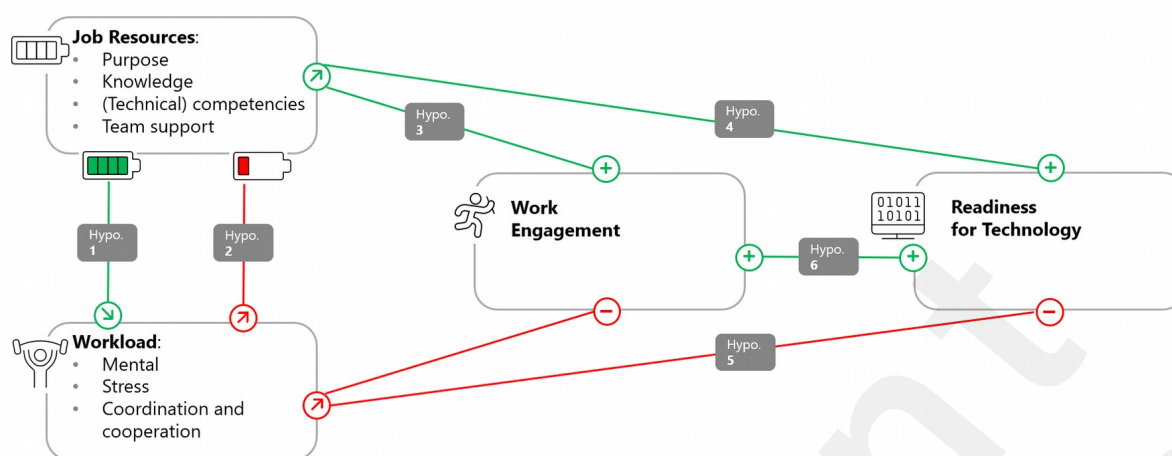 Job Resources:
• Purpose
• Knowledge
• (Technical) competencies
• Team support
Hypo.
3
Hypo.
4
01011
10101
Work
Engagement
Readiness
for Technology
Hypo.
1
Hypo.
2
+
+
+
+
Hypo.
6
Workload:
• Mental
• Stress
• Coordination and
cooperation
−
−
Hypo.
5
nt